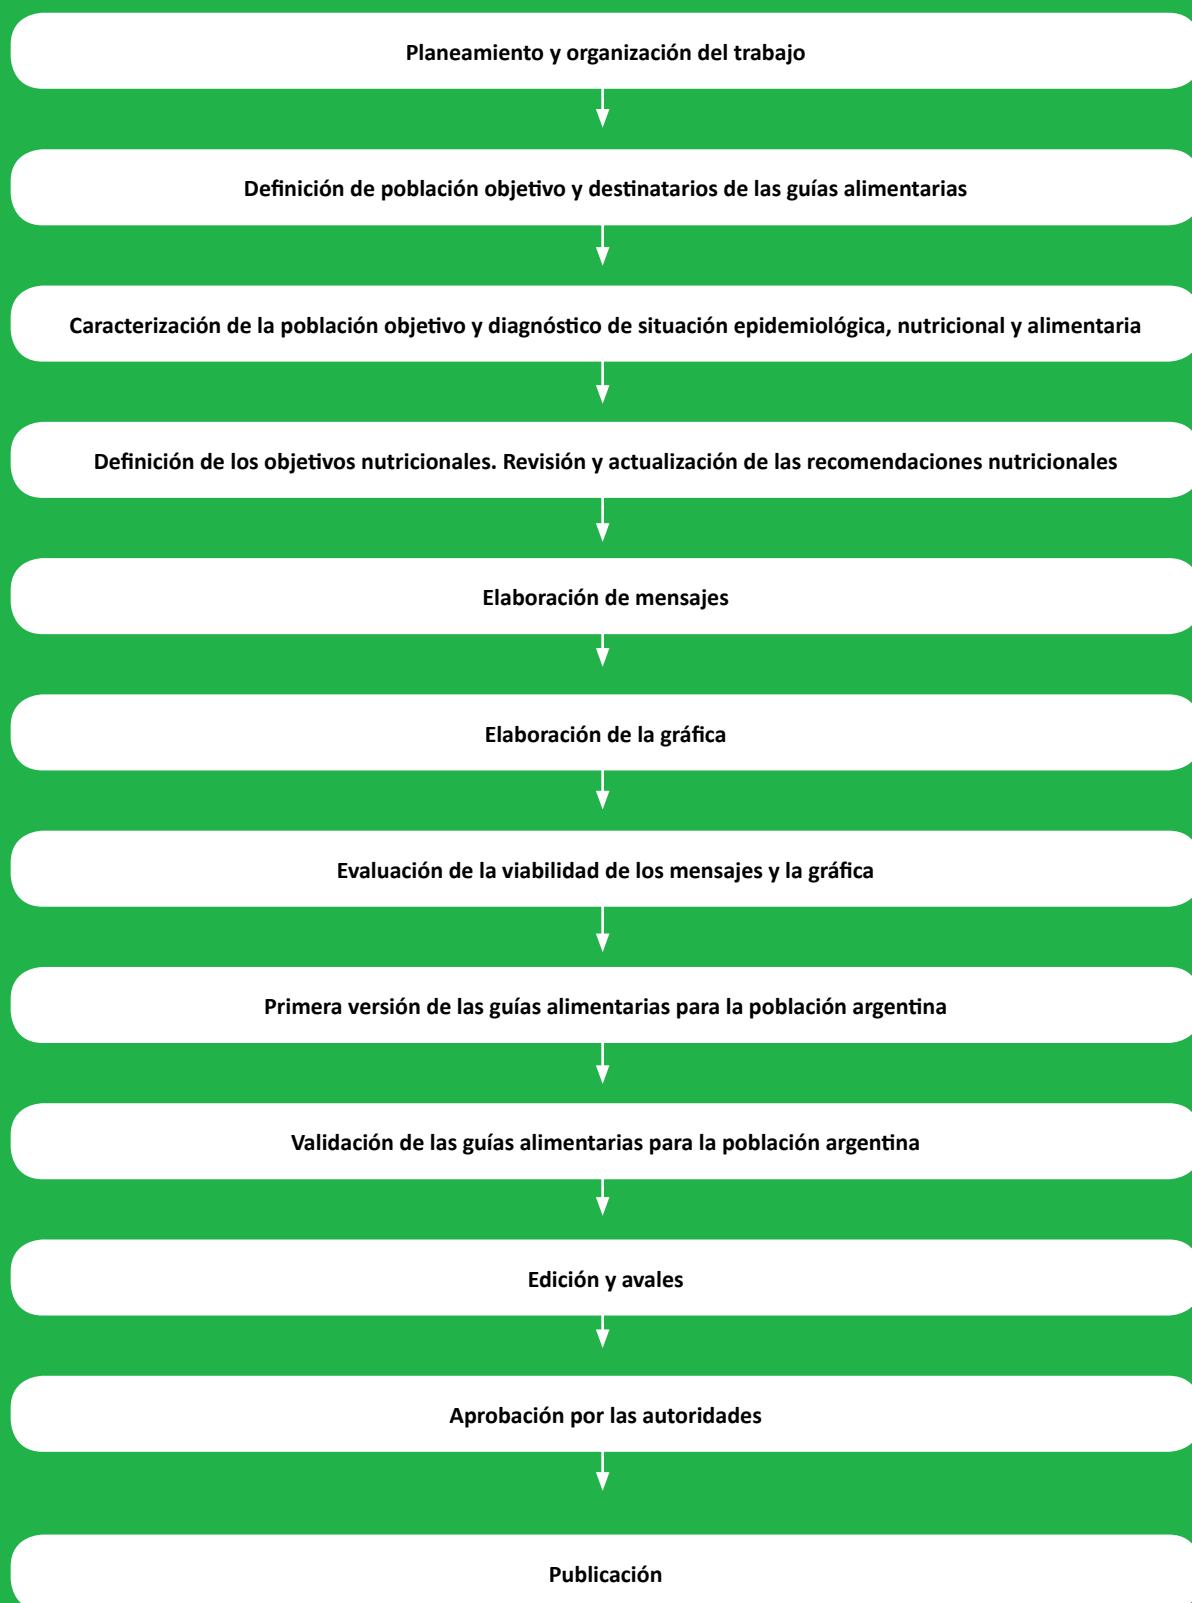 Planeamiento y organización del trabajo
Definición de población objetivo y destinatarios de las guías alimentarias
Caracterización de la población objetivo y diagnóstico de situación epidemiológica, nutricional y alimentaria
Definición de los objetivos nutricionales. Revisión y actualización de las recomendaciones nutricionales
Elaboración de mensajes
Elaboración de la gráfica
Evaluación de la viabilidad de los mensajes y la gráfica
Primera versión de las guías alimentarias para la población argentina
Validación de las guías alimentarias para la población argentina
Edición y avales
Aprobación por las autoridades
Publicación